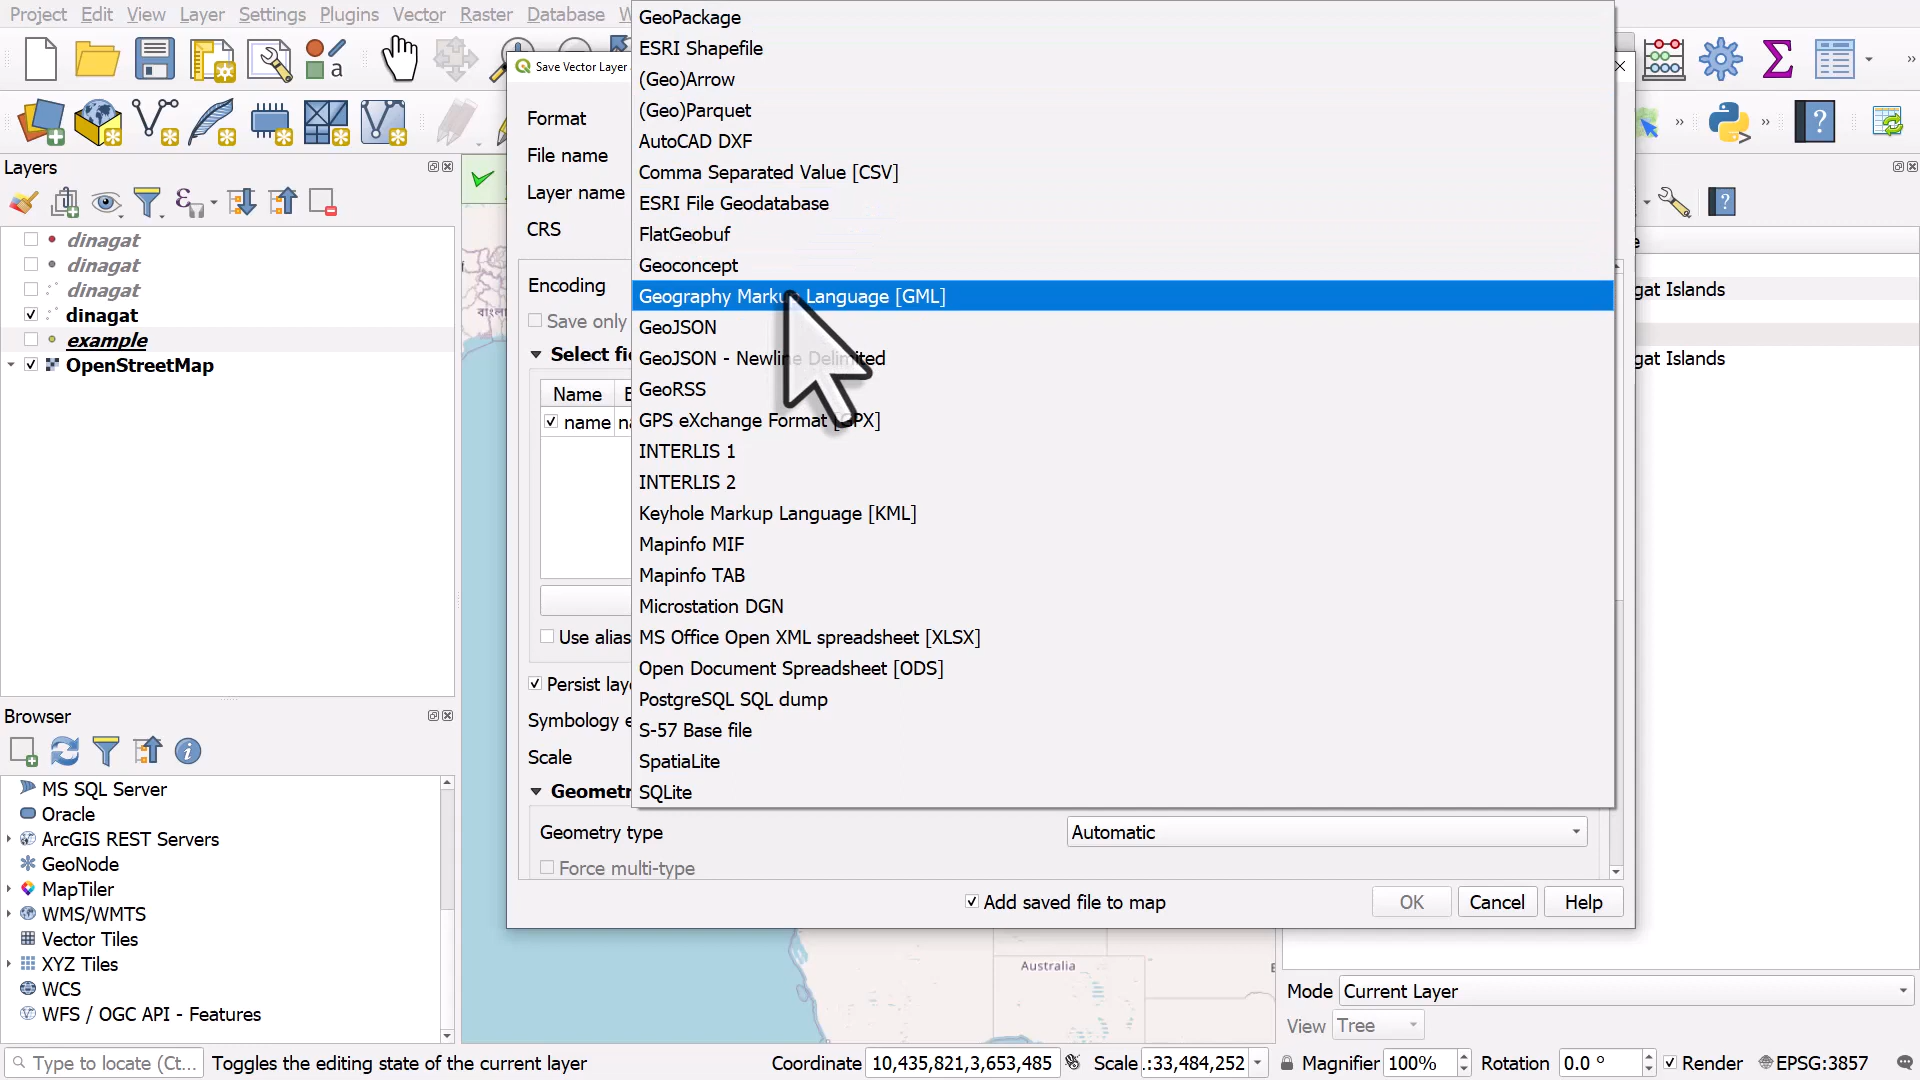 Project Edit View Layer Settings Plugins Vector Raster Database
Save Vector Layer
Format
File name
Layer name
CRS
Encoding
Save only
Name
name
Use alias
Scale
GeoPackage
ESRI Shapefile
(Geo)Arrow
(Geo)Parquet
AutoCAD DXF
Comma Separated Value [CSV]
ESRI File Geodatabase
FlatGeobuf
Geoconcept
Geography Markup Language [GML]
GeoJSON
GeoJSON - Newline Delimited
GeoRSS
GPS eXchange Format [GPX]
INTERLIS 1
INTERLIS 2
Keyhole Markup Language [KML]
Mapinfo MIF
Mapinfo TAB
Microstation DGN
MS Office Open XML spreadsheet [XLSX]
Open Document Spreadsheet [ODS]
PostgreSQL SQL dump
S-57 Base file
SpatiaLite
SQLite
Geometry type Automatic
Force multi-type
Add saved file to map OK Cancel Help
Layers
dinagat
dinagat
dinagat
dinagat
example
OpenStreetMap
Browser
MS SQL Server
Oracle
ArcGIS REST Servers
GeoNode
MapTiler
WMS/WMTS
Vector Tiles
XYZ Tiles
WCS
WFS / OGC API - Features
Australia
gat Islands
gat Islands
Mode Current Layer
View Tree
Type to locate (Ct... Toggles the editing state of the current layer Coordinate 10,435,821,3,653,485 Scale .:33,484,252 Magnifier 100% Rotation 0.0 ° Render EPSG:3857